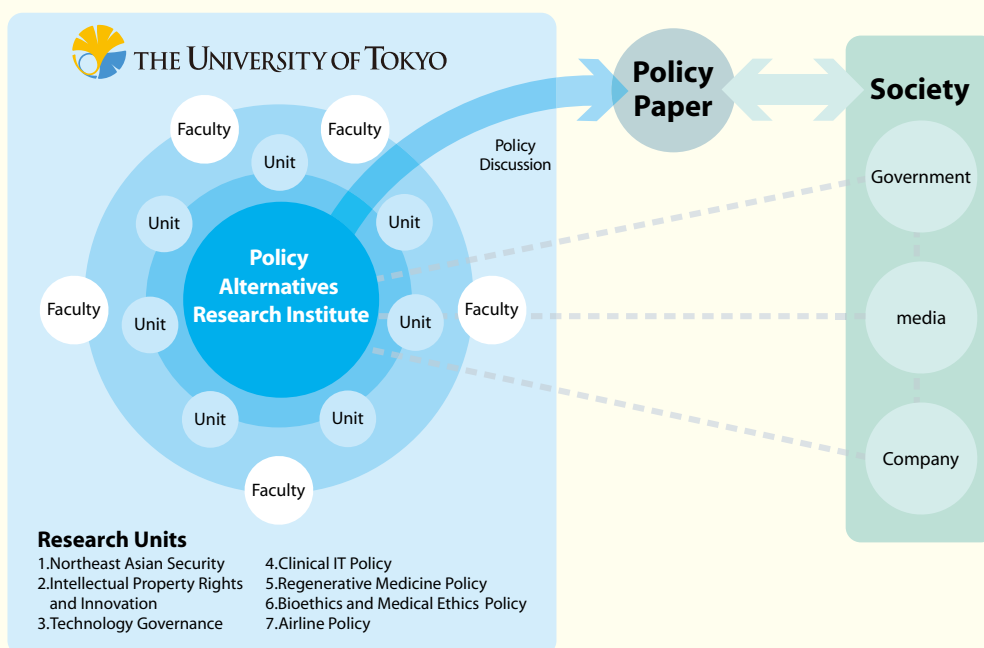 THE UNIVERSITY OF TOKYO
Policy
Paper
Society
Faculty
Faculty
Unit
Policy
Discussion
Government
Unit
Unit
Policy
Alternatives
Research Institute
Faculty
Unit
Unit
Faculty
media
Unit
Unit
Company
Faculty
Research Units
1.Northeast Asian Security
2.Intellectual Property Rights
and Innovation
3.Technology Governance
4.Clinical IT Policy
5.Regenerative Medicine Policy
6.Bioethics and Medical Ethics Policy
7.Airline Policy